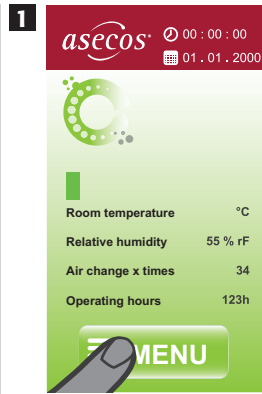 1
asecos
00 : 00 : 00
01 . 01 . 2000
Room temperature °C
Relative humidity 55 % rF
Air change x times 34
Operating hours 123h
MENU